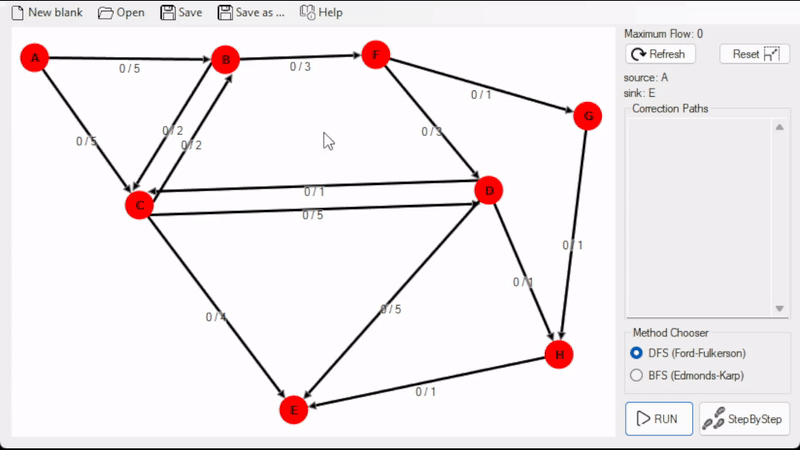 New blank
Open
Save
Save as ...
Help
Maximum Flow: 0
Refresh
Reset
source: A
sink: E
Correction Paths
A
B
F
G
C
D
H
E
0 / 5
0 / 3
0 / 1
0 / 5
0 / 2
0 / 2
0 / 3
0 / 1
0 / 5
0 / 1
0 / 1
0 / 4
0 / 5
0 / 1
Method Chooser
DFS (Ford-Fulkerson)
BFS (Edmonds-Karp)
RUN
StepByStep